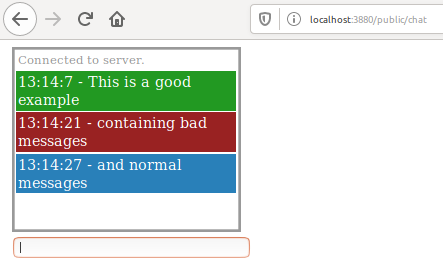 localhost:3880/public/chat
Connected to server.
13:14:7 - This is a good
example
13:14:21 - containing bad
messages
13:14:27 - and normal
messages